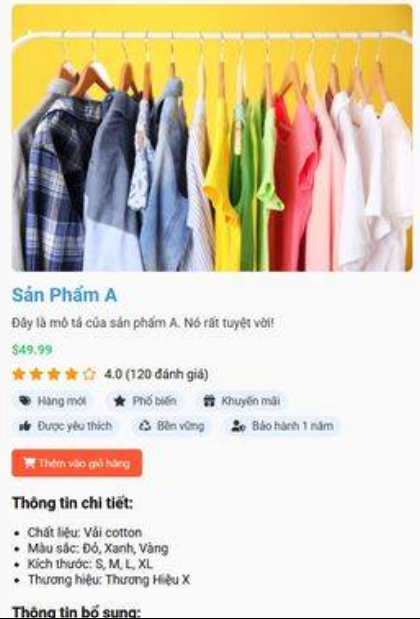 Sản Phẩm A
Đây là mô tả của sản phẩm A. Nó rất tuyệt vời!
$49.99
4.0 (120 đánh giá)
Hàng mới Phổ biến Khuyến mãi
Được yêu thích Bền vững Bảo hành 1 năm
Thêm vào giỏ hàng
Thông tin chi tiết:
• Chất liệu: Vải cotton
• Màu sắc: Đỏ, Xanh, Vàng
• Kích thước: S, M, L, XL
• Thương hiệu: Thương Hiệu X
Thông tin bổ sung: